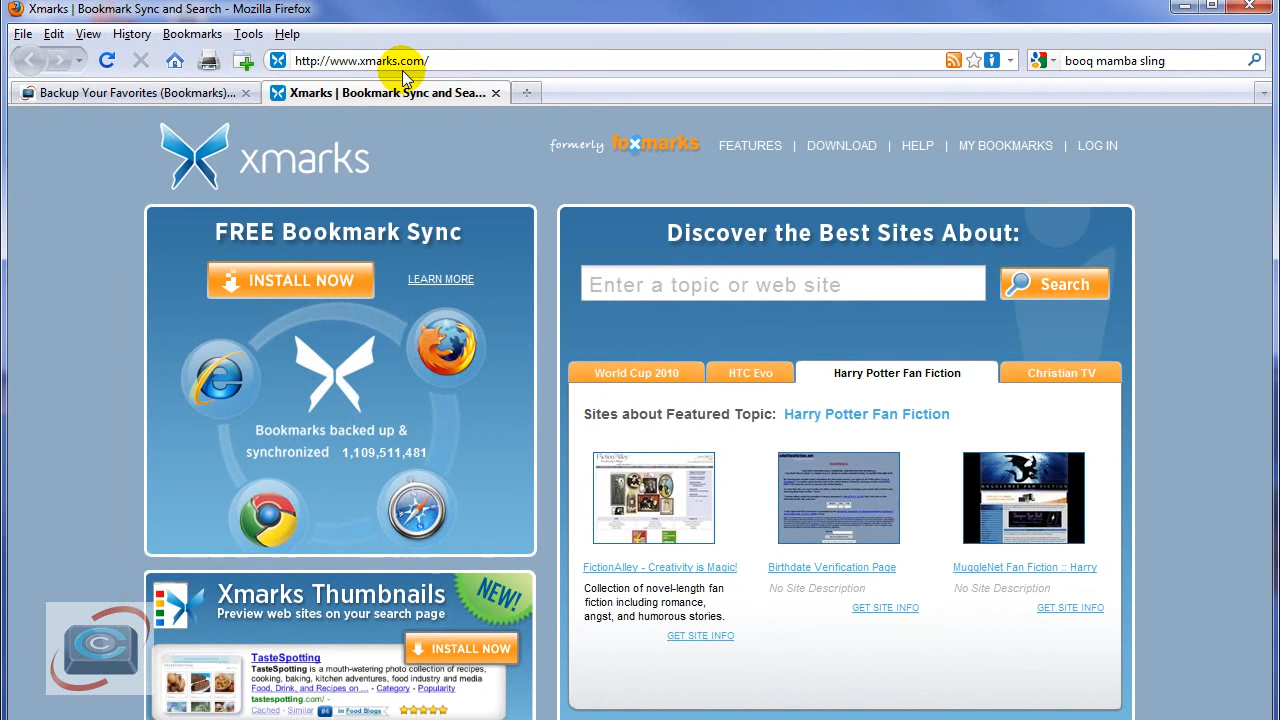 Xmarks | Bookmark Sync and Search - Mozilla Firefox
File Edit View History Bookmarks Tools Help
http://www.xmarks.com/
booq mamba sling
Backup Your Favorites (Bookmarks)...
Xmarks | Bookmark Sync and Sea...
xmarks
formerly foxmarks
FEATURES | DOWNLOAD | HELP | MY BOOKMARKS | LOG IN
FREE Bookmark Sync
INSTALL NOW
LEARN MORE
Bookmarks backed up &
synchronized 1,109,511,481
Discover the Best Sites About:
Enter a topic or web site
Search
World Cup 2010
HTC Evo
Harry Potter Fan Fiction
Christian TV
Sites about Featured Topic: Harry Potter Fan Fiction
FictionAlley - Creativity is Magic!
Collection of novel-length fan
fiction including romance,
angst, and humorous stories.
GET SITE INFO
Birthdate Verification Page
No Site Description
GET SITE INFO
MuggleNet Fan Fiction :: Harry
No Site Description
GET SITE INFO
Xmarks Thumbnails
Preview web sites on your search page
NEW!
INSTALL NOW
TasteSpotting
TasteSpotting is a mouth-watering photo collection of recipes,
cooking, baking, kitchen adventures, food industry and media
Food, Drink, and Recipes on ... - Category - Popularity
tastespotting.com/ -
Cached - Similar #4 in Food Blogs